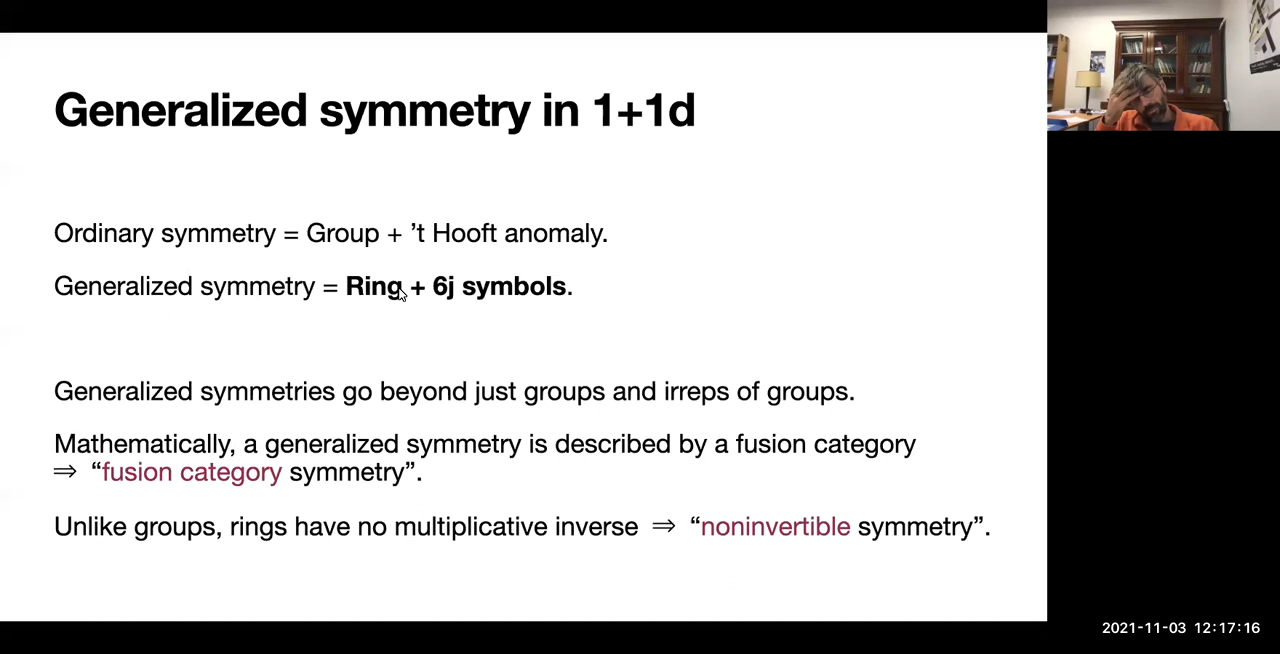 Generalized symmetry in 1+1d
Ordinary symmetry = Group + ’t Hooft anomaly.
Generalized symmetry = Ring + 6j symbols.
Generalized symmetries go beyond just groups and irreps of groups.
Mathematically, a generalized symmetry is described by a fusion category
⇒ “fusion category symmetry”.
Unlike groups, rings have no multiplicative inverse ⇒ “noninvertible symmetry”.
2021-11-03 12:17:16